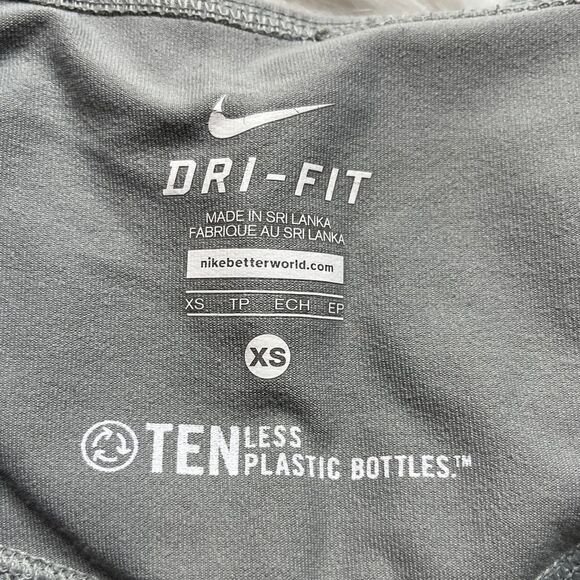 DRI-FIT
MADE IN SRI LANKA
FABRIQUE AU SRI LANKA
nikebetterworld.com
XS TP ECH EP
XS
TEN LESS
PLASTIC BOTTLES.™